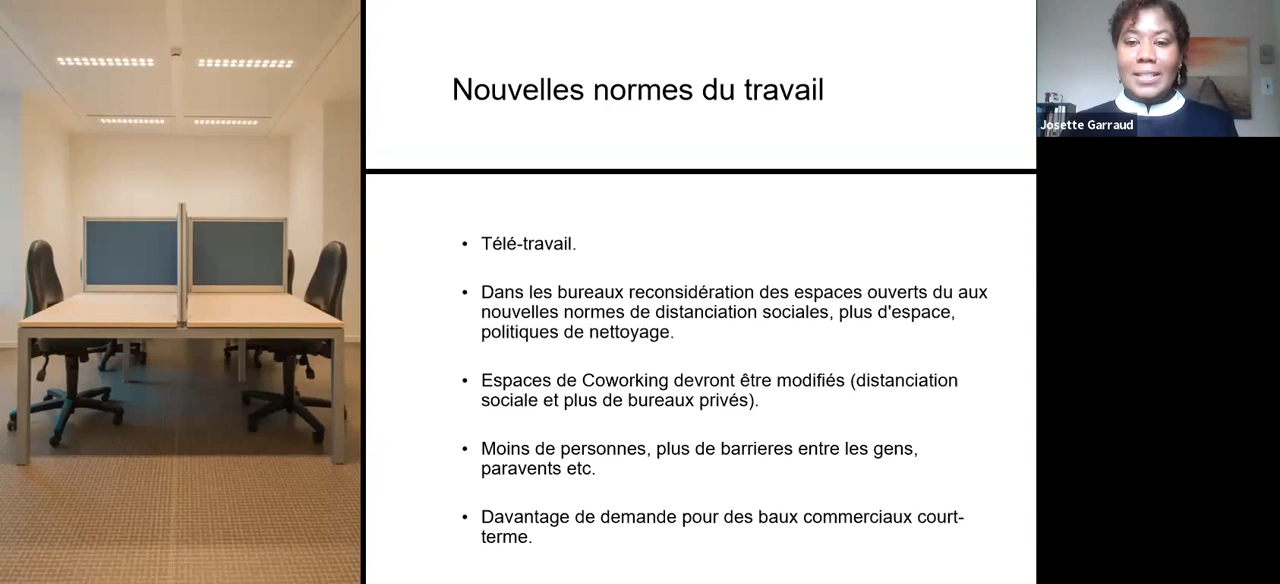 Nouvelles normes du travail
Josette Garraud
• Télé-travail.
• Dans les bureaux reconsidération des espaces ouverts du aux
nouvelles normes de distanciation sociales, plus d'espace,
politiques de nettoyage.
• Espaces de Coworking devront être modifiés (distanciation
sociale et plus de bureaux privés).
• Moins de personnes, plus de barrieres entre les gens,
paravents etc.
• Davantage de demande pour des baux commerciaux court-
terme.